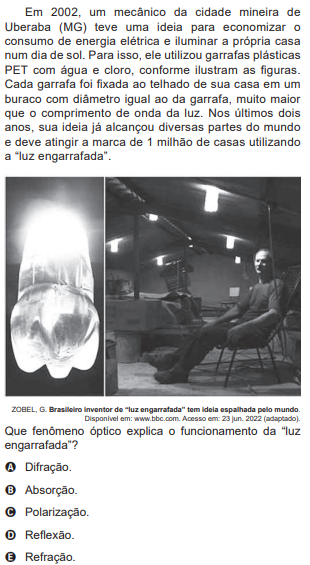 Em 2002, um mecânico da cidade mineira de
Uberaba (MG) teve uma ideia para economizar o
consumo de energia elétrica e iluminar a própria casa
num dia de sol. Para isso, ele utilizou garrafas plásticas
PET com água e cloro, conforme ilustram as figuras.
Cada garrafa foi fixada ao telhado de sua casa em um
buraco com diâmetro igual ao da garrafa, muito maior
que o comprimento de onda da luz. Nos últimos dois
anos, sua ideia já alcançou diversas partes do mundo
e deve atingir a marca de 1 milhão de casas utilizando
a “luz engarrafada”.
ZOBEL, G. Brasileiro inventor de “luz engarrafada” tem ideia espalhada pelo mundo.
Disponível em: www.bbc.com. Acesso em: 23 jun. 2022 (adaptado).
Que fenômeno óptico explica o funcionamento da “luz
engarrafada”?
A Difração.
B Absorção.
C Polarização.
D Reflexão.
E Refração.